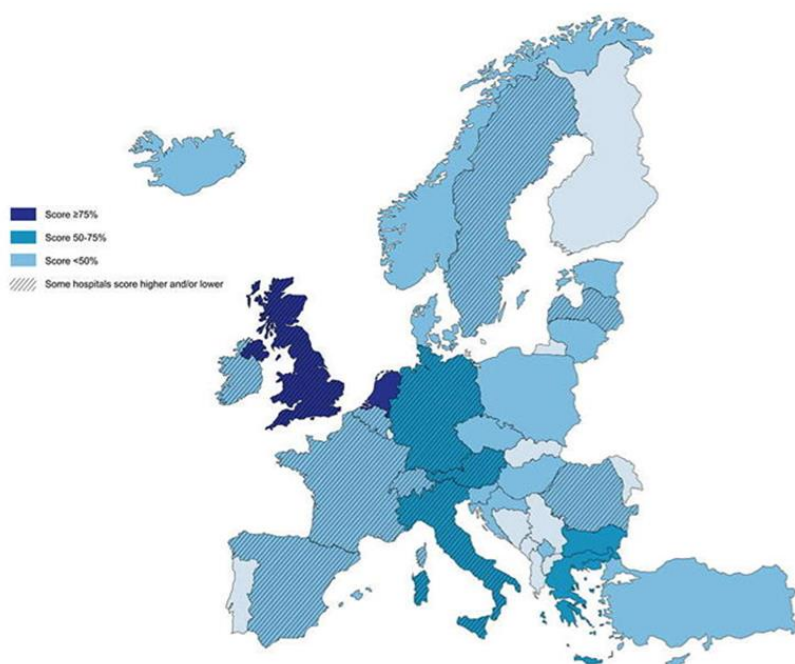 Score ≥75%
Score 50-75%
Score <50%
Some hospitals score higher and/or lower